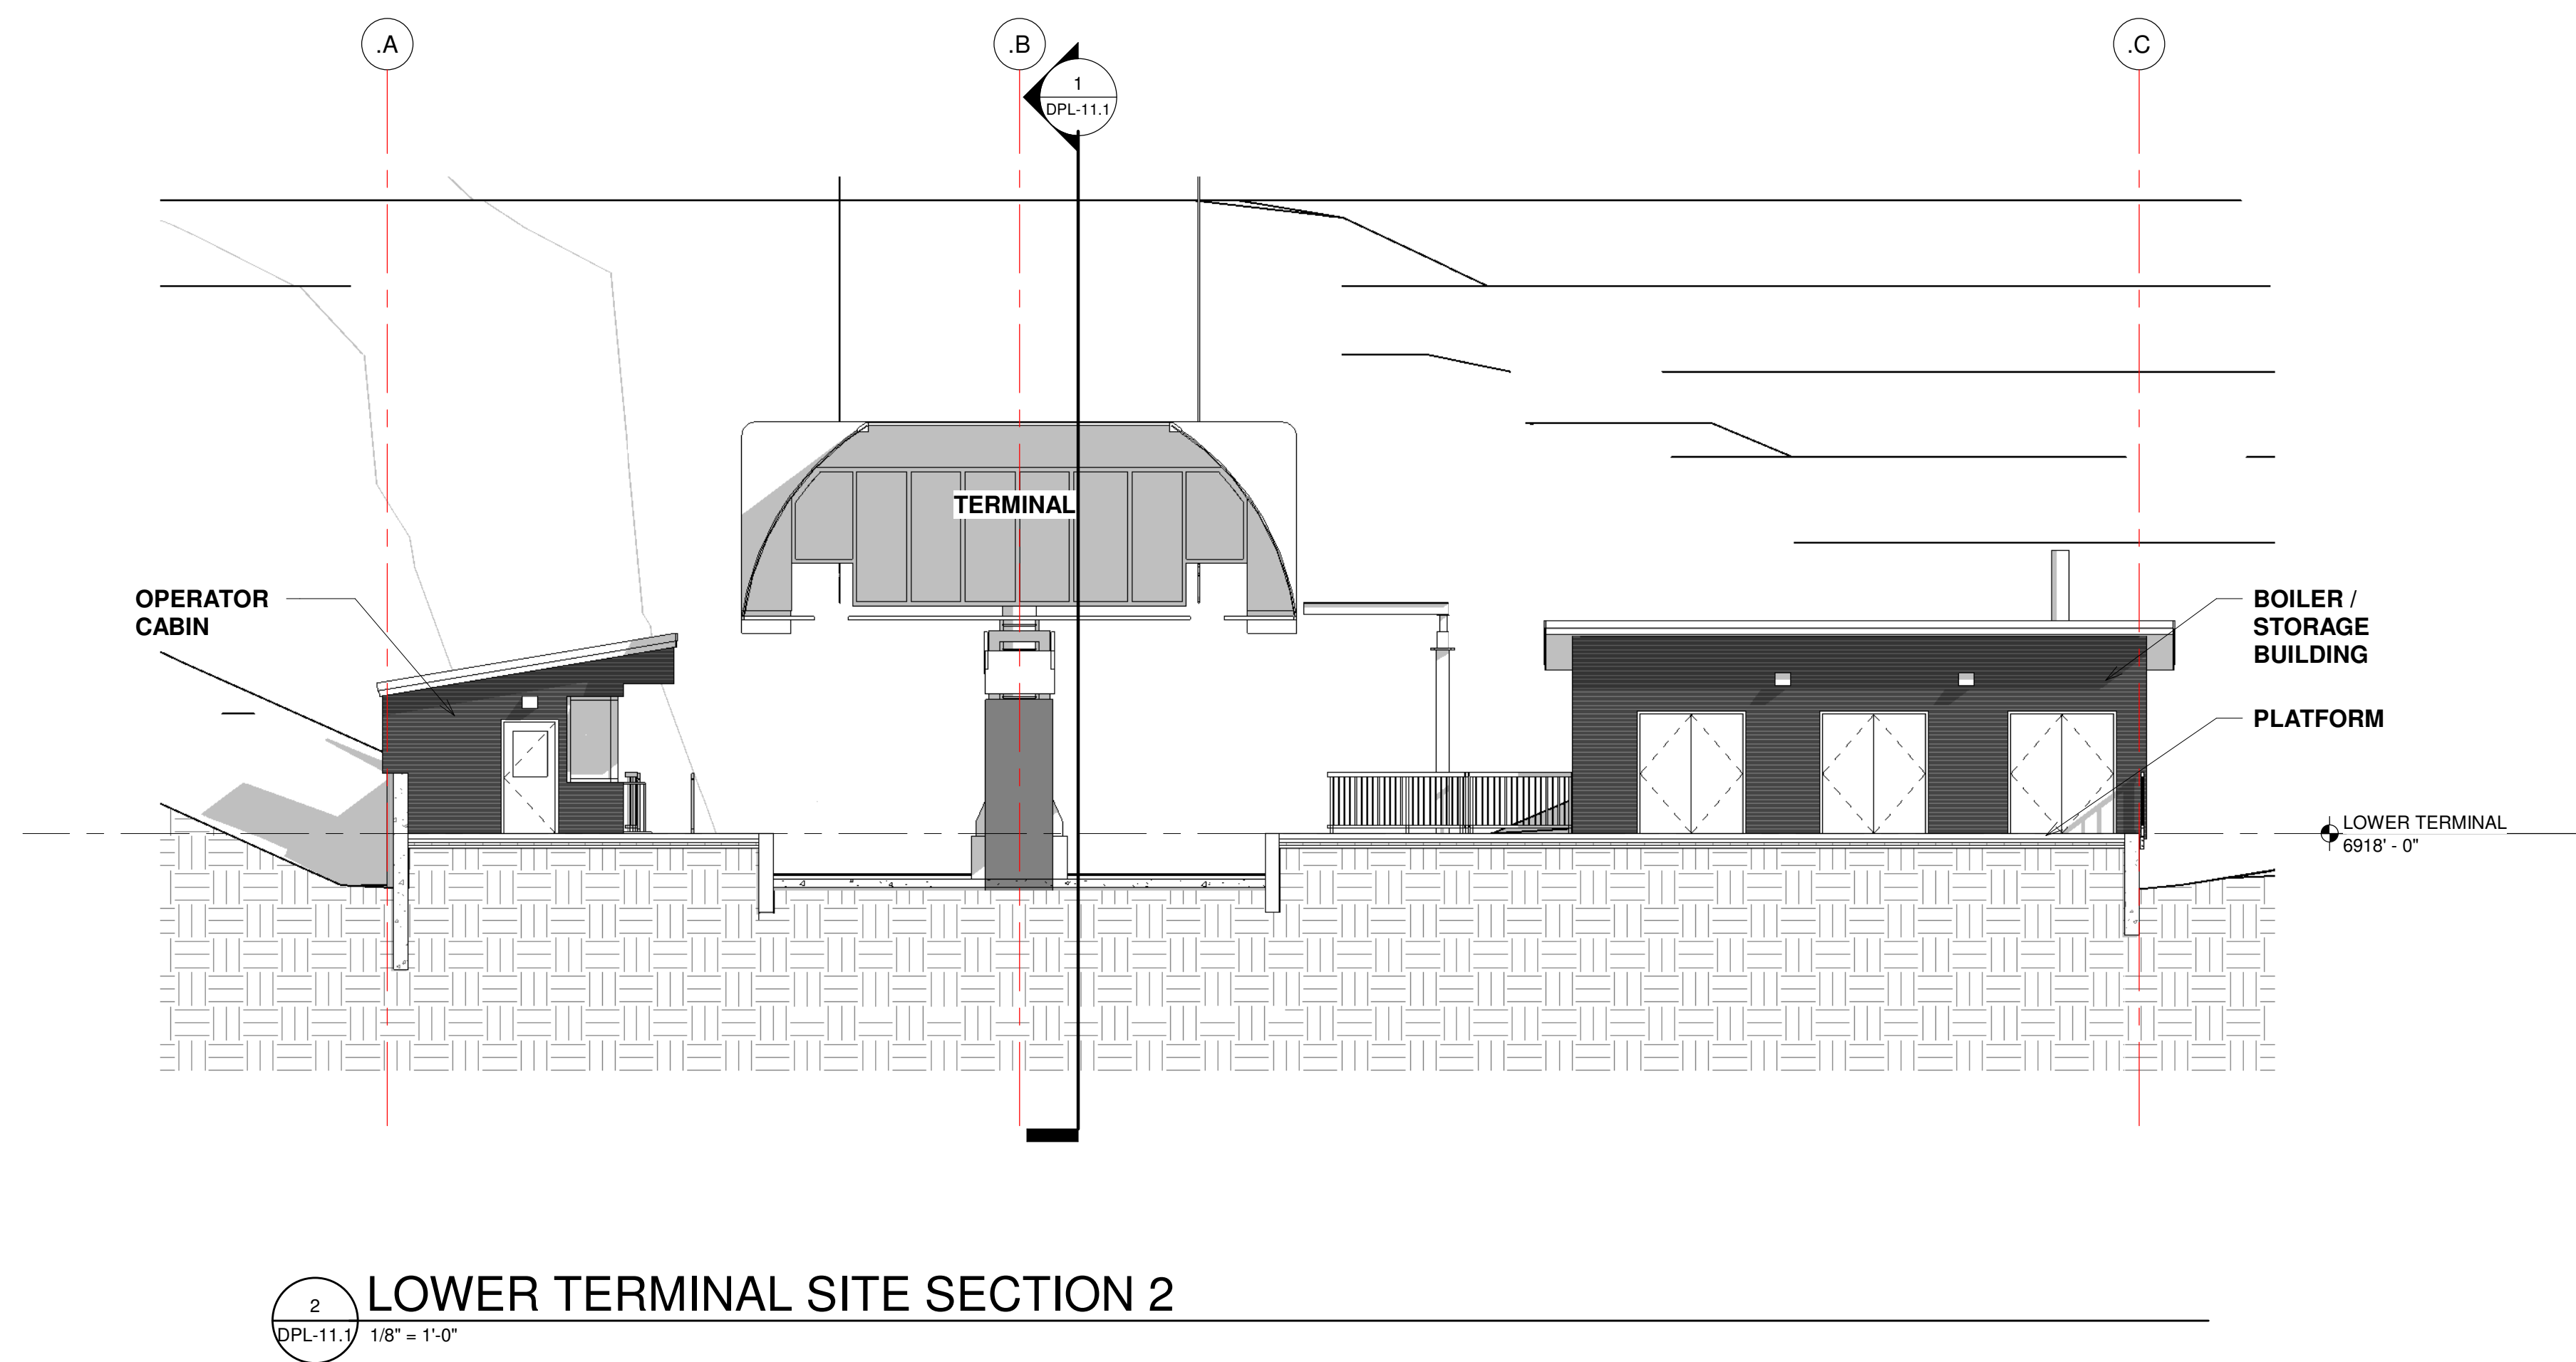 .A
.B
.C
1
DPL-11.1
TERMINAL
OPERATOR
CABIN
BOILER /
STORAGE
BUILDING
PLATFORM
LOWER TERMINAL
6918' - 0"
2
DPL-11.1
LOWER TERMINAL SITE SECTION 2
1/8" = 1'-0"